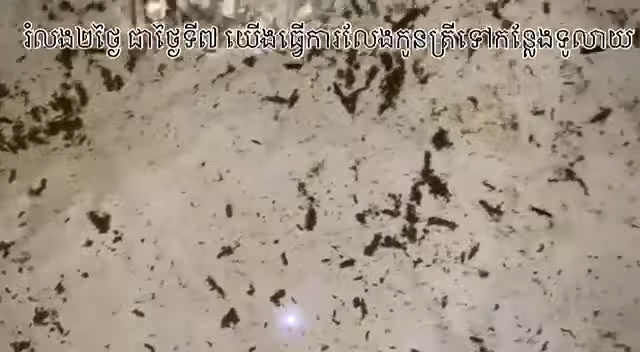 រំលង២ថ្ងៃ ជាថ្ងៃទី៧ យើងធ្វើការលែងកូនត្រីទៅកន្លែងទូលាយ